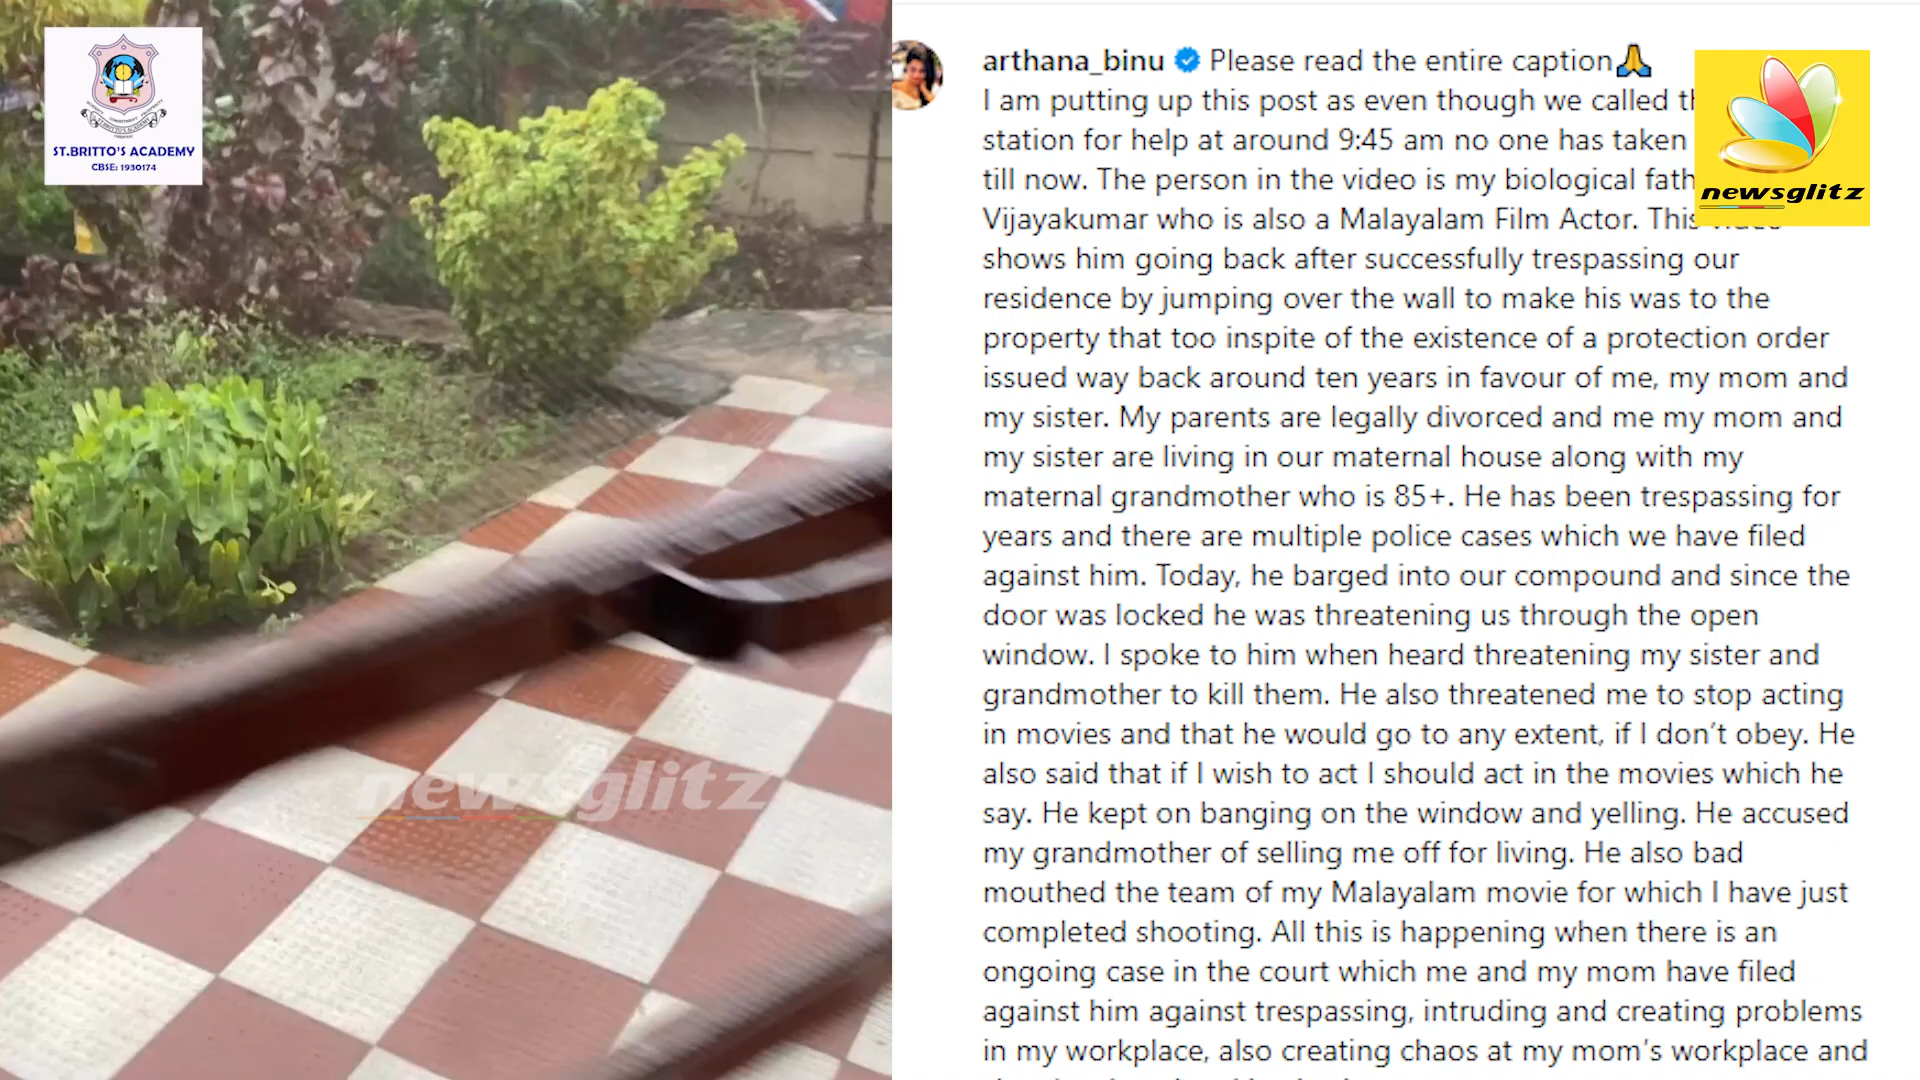 ST.BRITTO'S ACADEMY
CBSE: 1930174
newsglitz
arthana_binu Please read the entire caption🙏
I am putting up this post as even though we called
station for help at around 9:45 am no one has taken
till now. The person in the video is my biological
Vijayakumar who is also a Malayalam Film Actor. This video
shows him going back after successfully trespassing our
residence by jumping over the wall to make his was to the
property that too inspite of the existence of a protection order
issued way back around ten years in favour of me, my mom and
my sister. My parents are legally divorced and me my mom and
my sister are living in our maternal house along with my
maternal grandmother who is 85+. He has been trespassing for
years and there are multiple police cases which we have filed
against him. Today, he barged into our compound and since the
door was locked he was threatening us through the open
window. I spoke to him when heard threatening my sister and
grandmother to kill them. He also threatened me to stop acting
in movies and that he would go to any extent, if I don’t obey. He
also said that if I wish to act I should act in the movies which he
say. He kept on banging on the window and yelling. He accused
my grandmother of selling me off for living. He also bad
mouthed the team of my Malayalam movie for which I have just
completed shooting. All this is happening when there is an
ongoing case in the court which me and my mom have filed
against him against trespassing, intruding and creating problems
in my workplace, also creating chaos at my mom’s workplace and
newsglitz